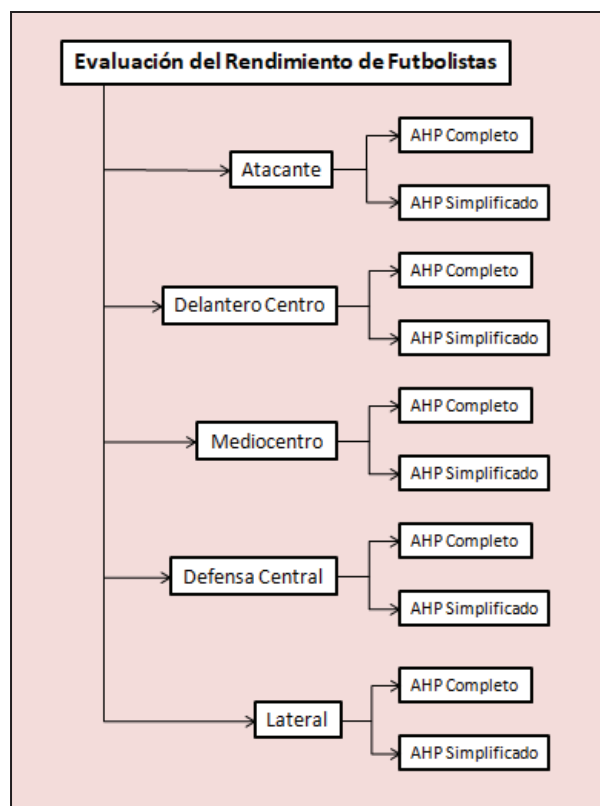 Evaluación del Rendimiento de Futbolistas
Atacante
AHP Completo
AHP Simplificado
Delantero Centro
AHP Completo
AHP Simplificado
Mediocentro
AHP Completo
AHP Simplificado
Defensa Central
AHP Completo
AHP Simplificado
Lateral
AHP Completo
AHP Simplificado